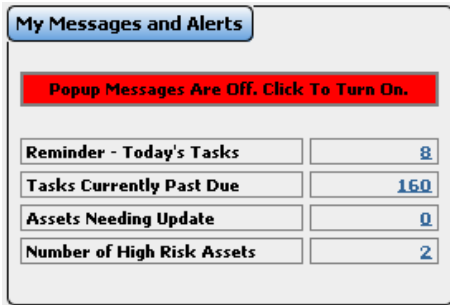 My Messages and Alerts
Popup Messages Are Off. Click To Turn On.
Reminder - Today's Tasks 8
Tasks Currently Past Due 160
Assets Needing Update 0
Number of High Risk Assets 2